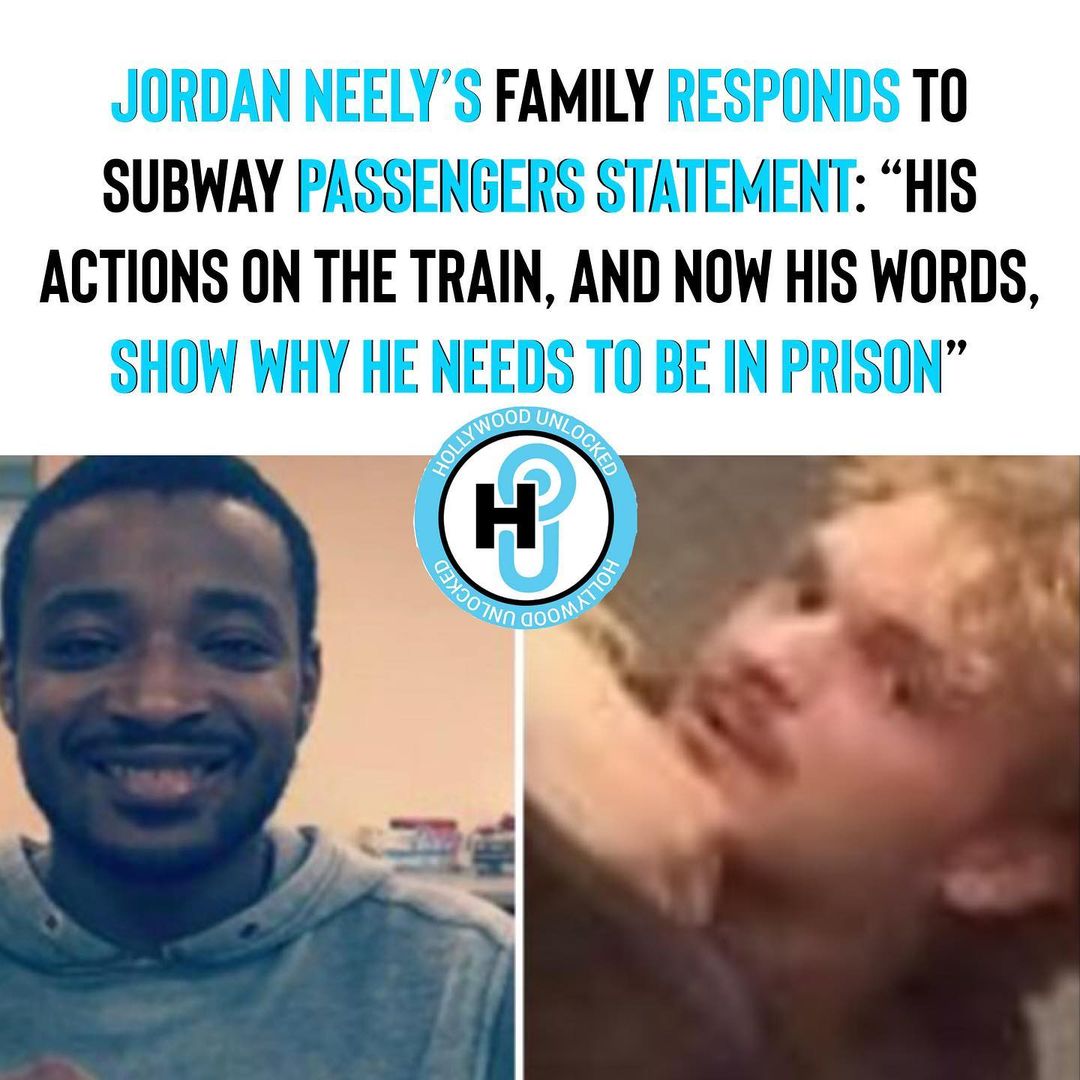 JORDAN NEELY'S FAMILY RESPONDS TO
SUBWAY PASSENGERS STATEMENT: “HIS
ACTIONS ON THE TRAIN, AND NOW HIS WORDS,
SHOW WHY HE NEEDS TO BE IN PRISON”
HOLLYWOOD UNLOCKED
HU
HOLLYWOOD UNLOCKED